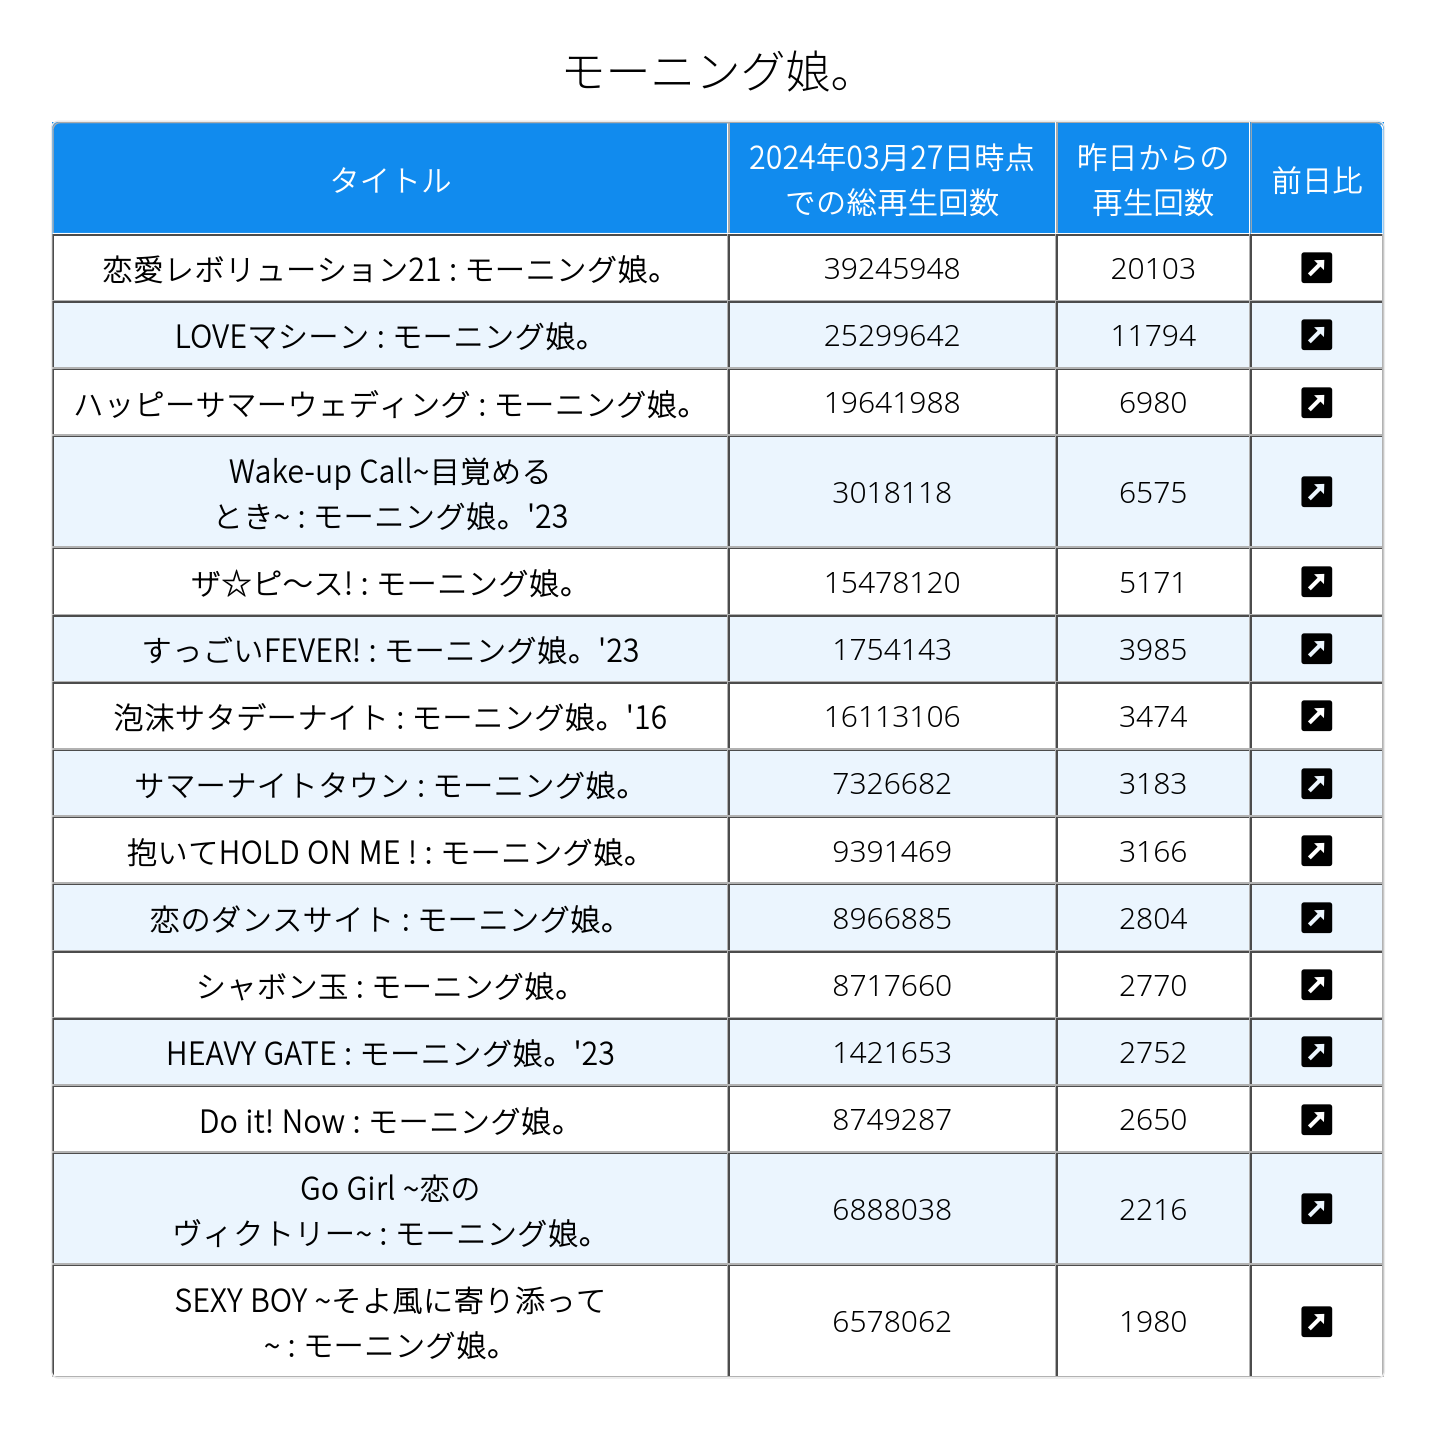 モーニング娘。
タイトル
2024年03月27日時点
での総再生回数
昨日からの
再生回数
前日比
恋愛レボリューション21 : モーニング娘。 39245948 20103
LOVEマシーン : モーニング娘。 25299642 11794
ハッピーサマーウェディング : モーニング娘。 19641988 6980
Wake-up Call~目覚める
とき~ : モーニング娘。'23 3018118 6575
ザ☆ピ〜ス! : モーニング娘。 15478120 5171
すっごいFEVER! : モーニング娘。'23 1754143 3985
泡沫サタデーナイト : モーニング娘。'16 16113106 3474
サマーナイトタウン : モーニング娘。 7326682 3183
抱いてHOLD ON ME ! : モーニング娘。 9391469 3166
恋のダンスサイト : モーニング娘。 8966885 2804
シャボン玉 : モーニング娘。 8717660 2770
HEAVY GATE : モーニング娘。'23 1421653 2752
Do it! Now : モーニング娘。 8749287 2650
Go Girl ~恋の
ヴィクトリー~ : モーニング娘。 6888038 2216
SEXY BOY ~そよ風に寄り添って
~ : モーニング娘。 6578062 1980